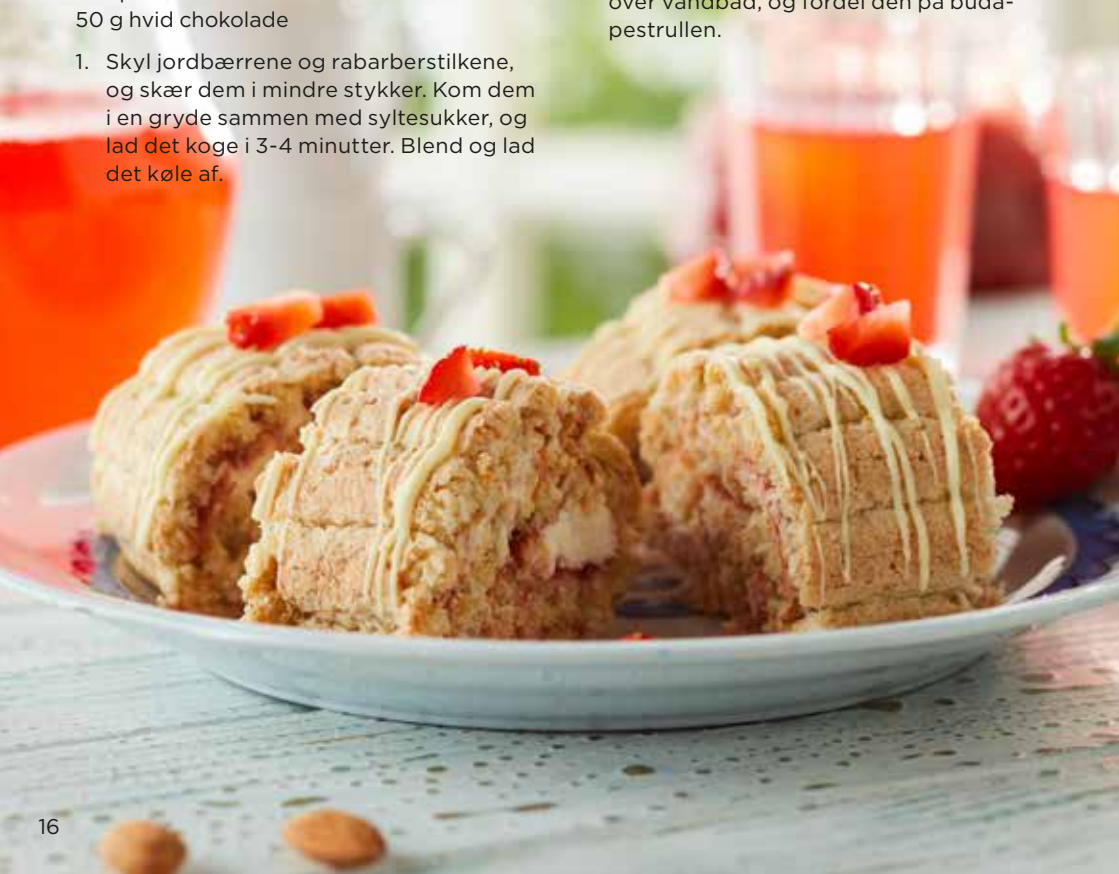 50 g hvid chokolade
1. Skyl jordbærrene og rabarberstilkene,
og skær dem i mindre stykker. Kom dem
i en gryde sammen med syltesukker, og
lad det koge i 3-4 minutter. Blend og lad
det køle af.
over vandbad, og fordel den på buda-
pestrullen.
16